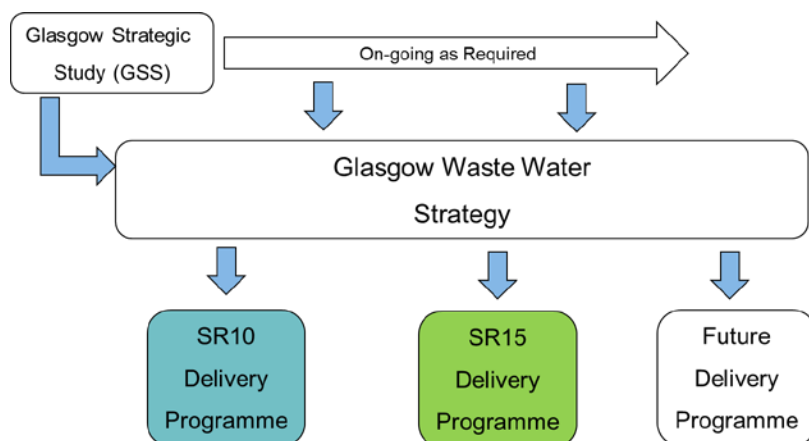 Glasgow Strategic
Study (GSS)
On-going as Required
Glasgow Waste Water
Strategy
SR10
Delivery
Programme
SR15
Delivery
Programme
Future
Delivery
Programme